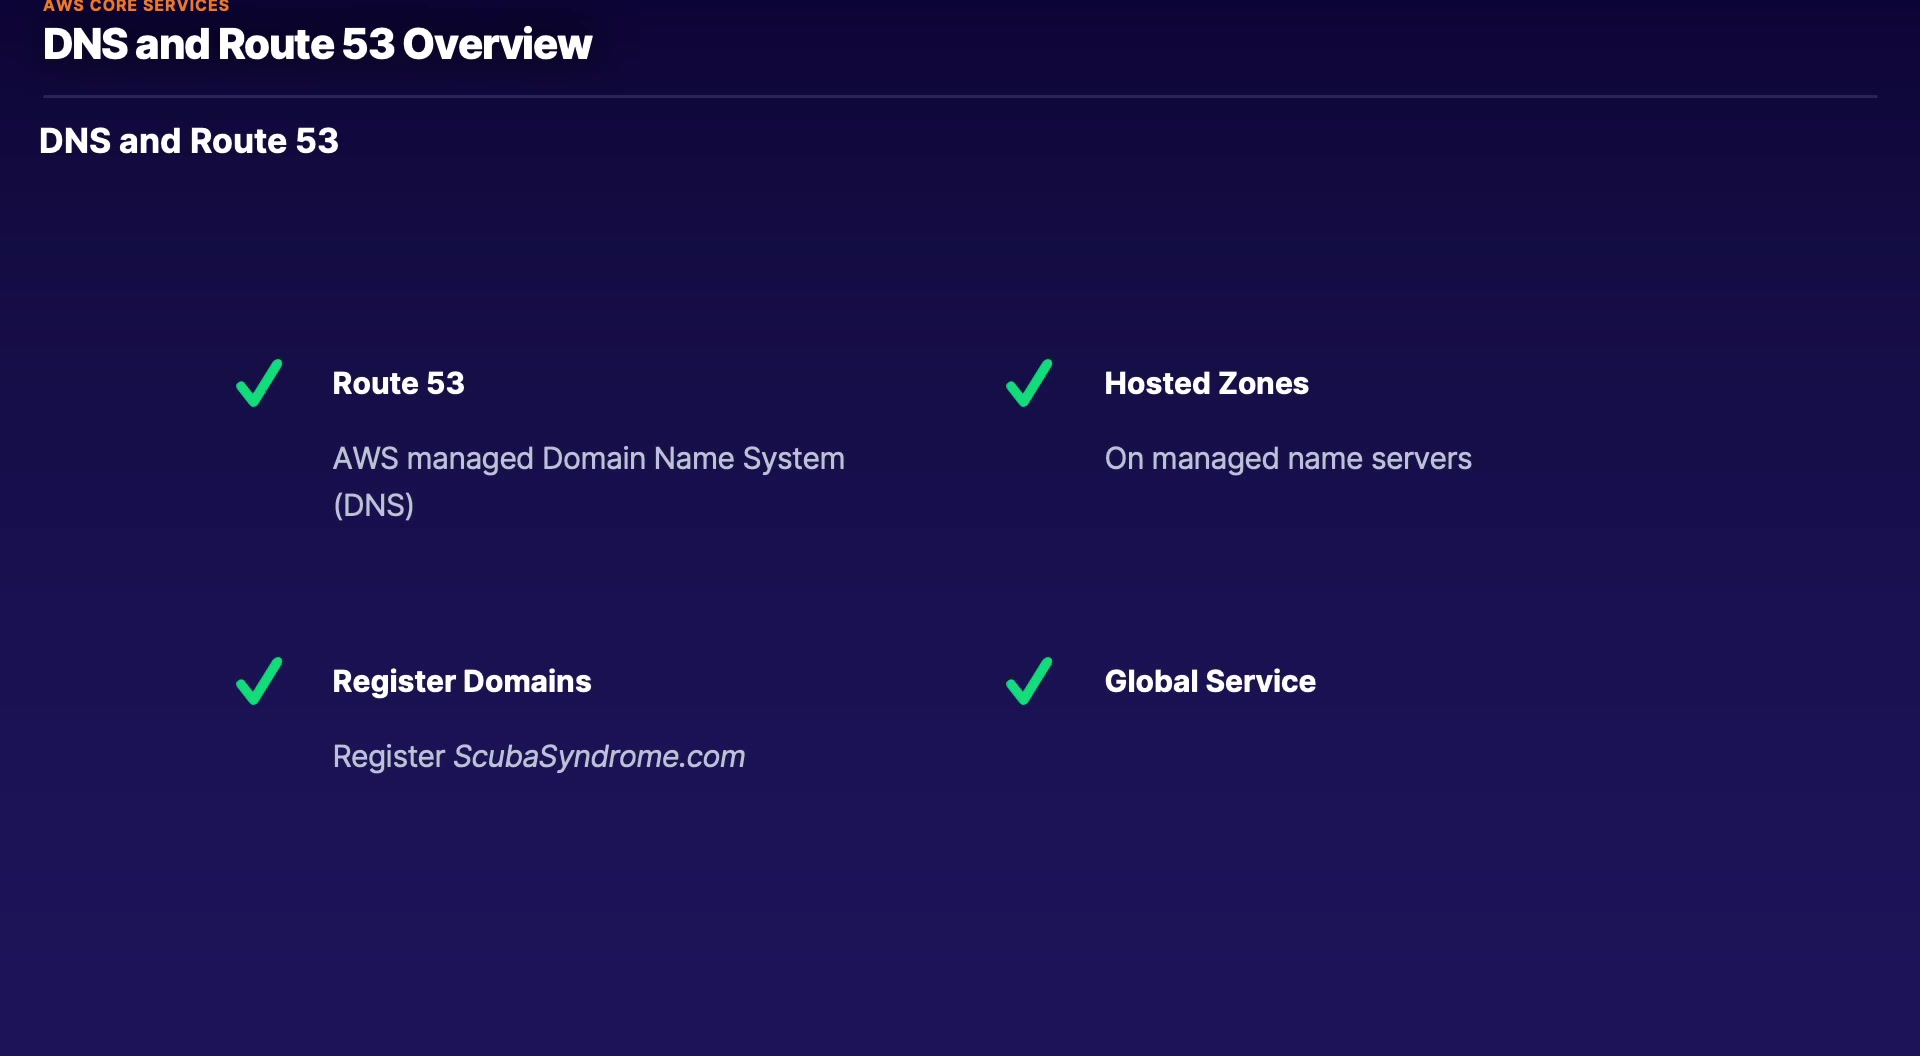 AWS CORE SERVICES
DNS and Route 53 Overview
DNS and Route 53
Route 53
AWS managed Domain Name System
(DNS)
Hosted Zones
On managed name servers
Register Domains
Register ScubaSyndrome.com
Global Service